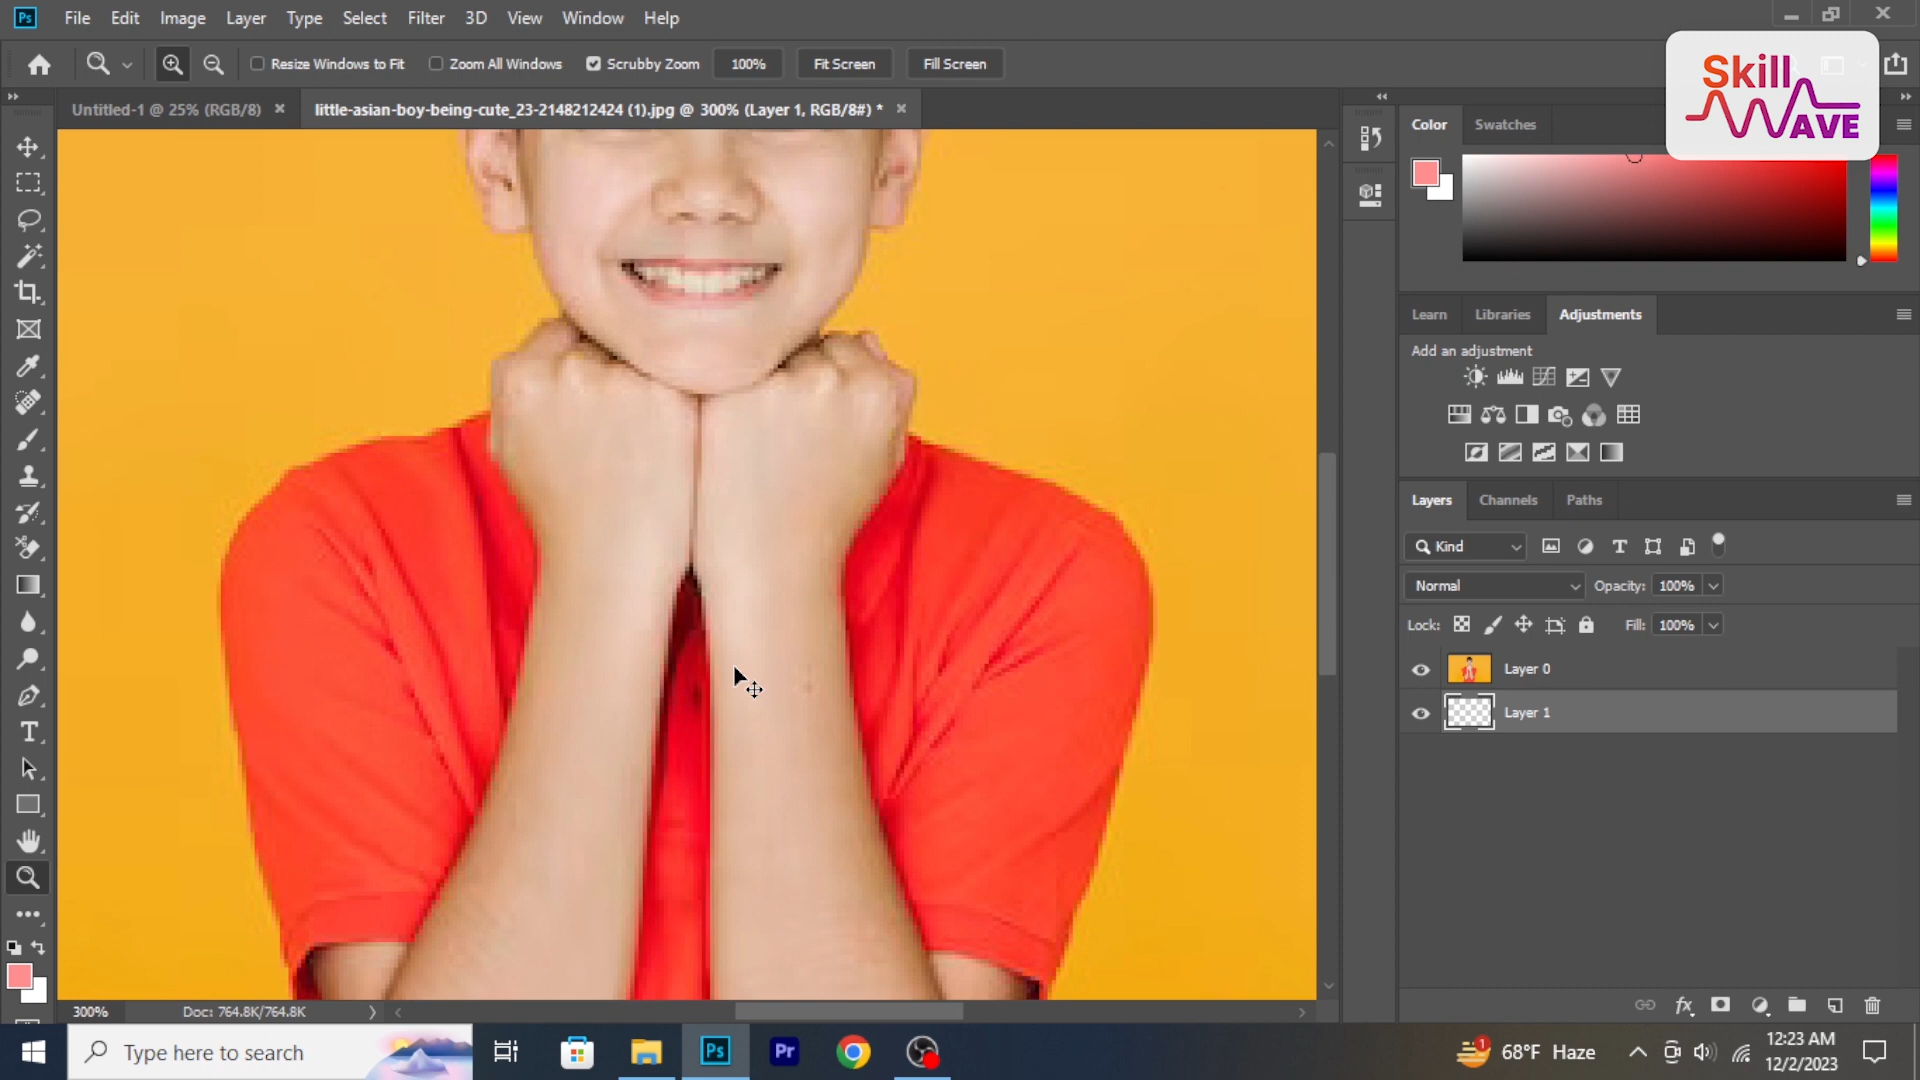 Ps File Edit Image Layer Type Select Filter 3D View Window Help
Resize Windows to Fit Zoom All Windows Scrubby Zoom 100% Fit Screen Fill Screen
Skill
WAVE
Untitled-1 @ 25% (RGB/8) little-asian-boy-being-cute_23-2148212424 (1).jpg @ 300% (Layer 1, RGB/8#) *
Color Swatches
Learn Libraries Adjustments
Add an adjustment
Layers Channels Paths
Kind
Normal Opacity: 100%
Lock: Fill: 100%
Layer 0
Layer 1
300% Doc: 764.8K/764.8K
Type here to search Ps Pr 1 68°F Haze 12:23 AM
12/2/2023